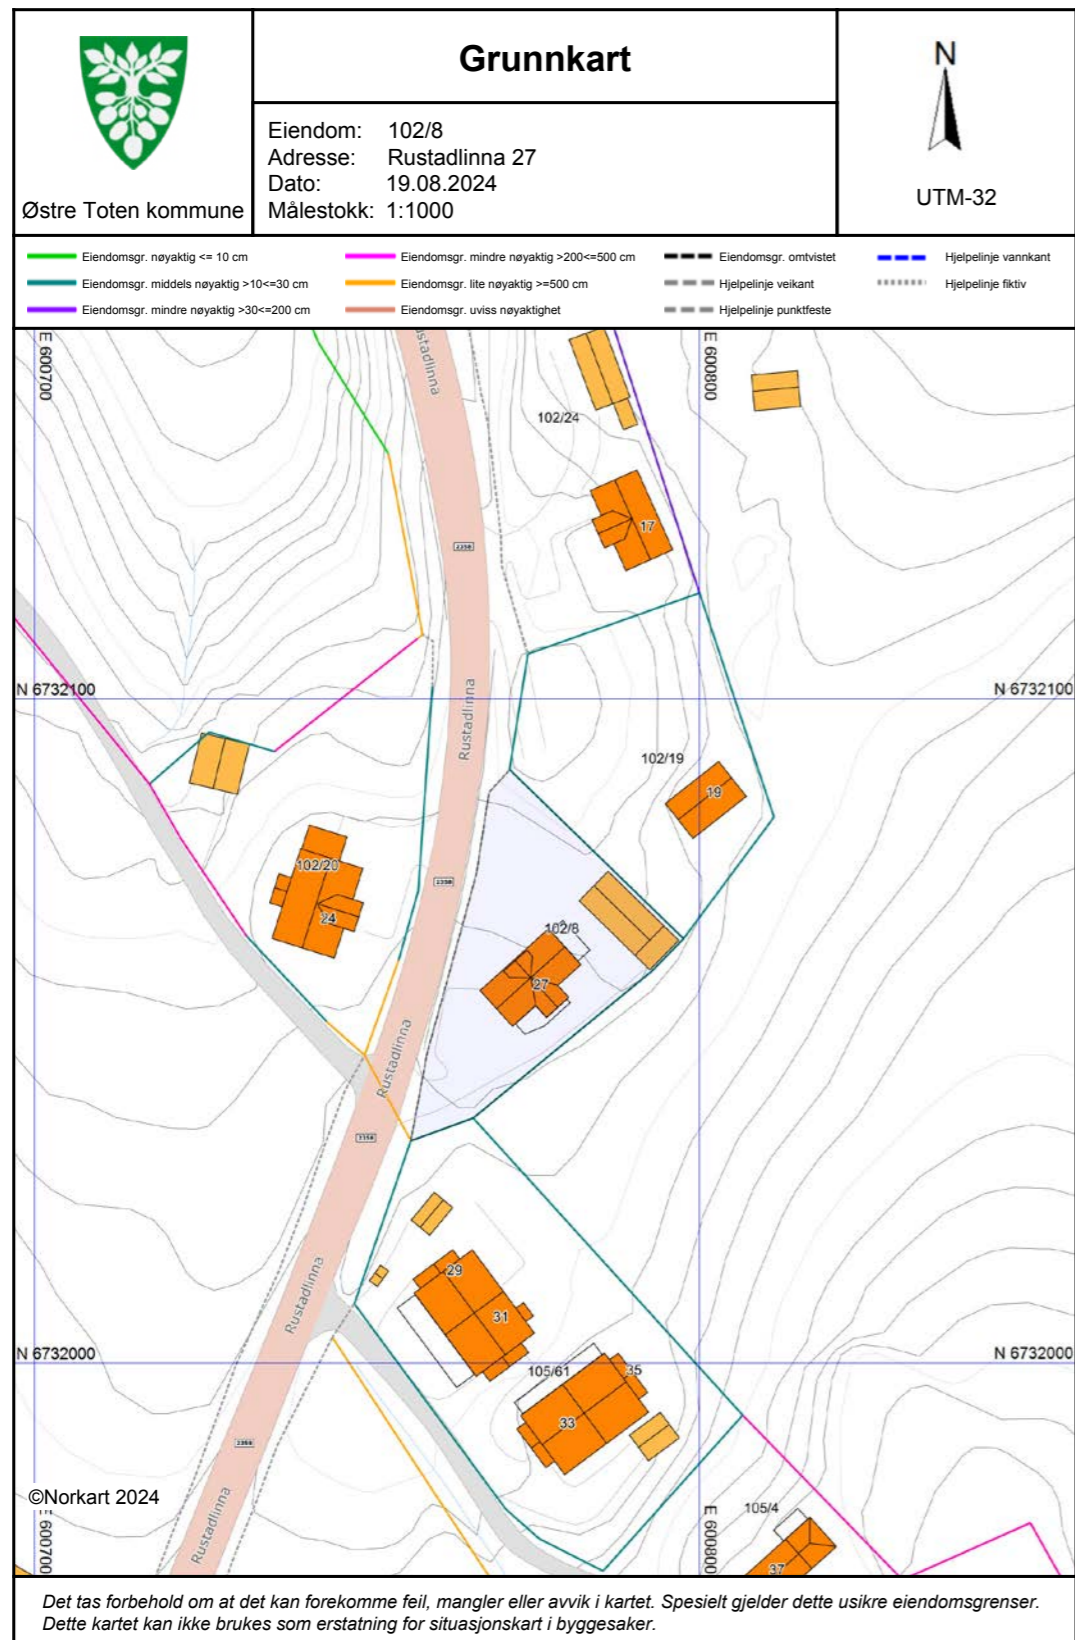 Østre Toten kommune
Grunnkart
Eiendom: 102/8
Adresse: Rustadlinna 27
Dato: 19.08.2024
Målestokk: 1:1000
N
UTM-32
Eiendomsgr. nøyaktig <= 10 cm
Eiendomsgr. middels nøyaktig >10<=30 cm
Eiendomsgr. mindre nøyaktig >30<=200 cm
Eiendomsgr. mindre nøyaktig >200<=500 cm
Eiendomsgr. lite nøyaktig >=500 cm
Eiendomsgr. uviss nøyaktighet
Eiendomsgr. omtvistet
Hjelpelinje veikant
Hjelpelinje punktfeste
Hjelpelinje vannkant
Hjelpelinje fiktiv
E 600700
ustadlinna
E 600800
102/24
17
2358
N 6732100
N 6732100
Rustadlinna
102/19
19
102/20
24
2358
102/8
27
Rustadlinna
2358
29
31
Rustadlinna
N 6732000
N 6732000
105/61
35
33
2358
©Norkart 2024
Rustadlinna
E 600700
E 600800
105/4
37
Det tas forbehold om at det kan forekomme feil, mangler eller avvik i kartet. Spesielt gjelder dette usikre eiendomsgrenser.
Dette kartet kan ikke brukes som erstatning for situasjonskart i byggesaker.